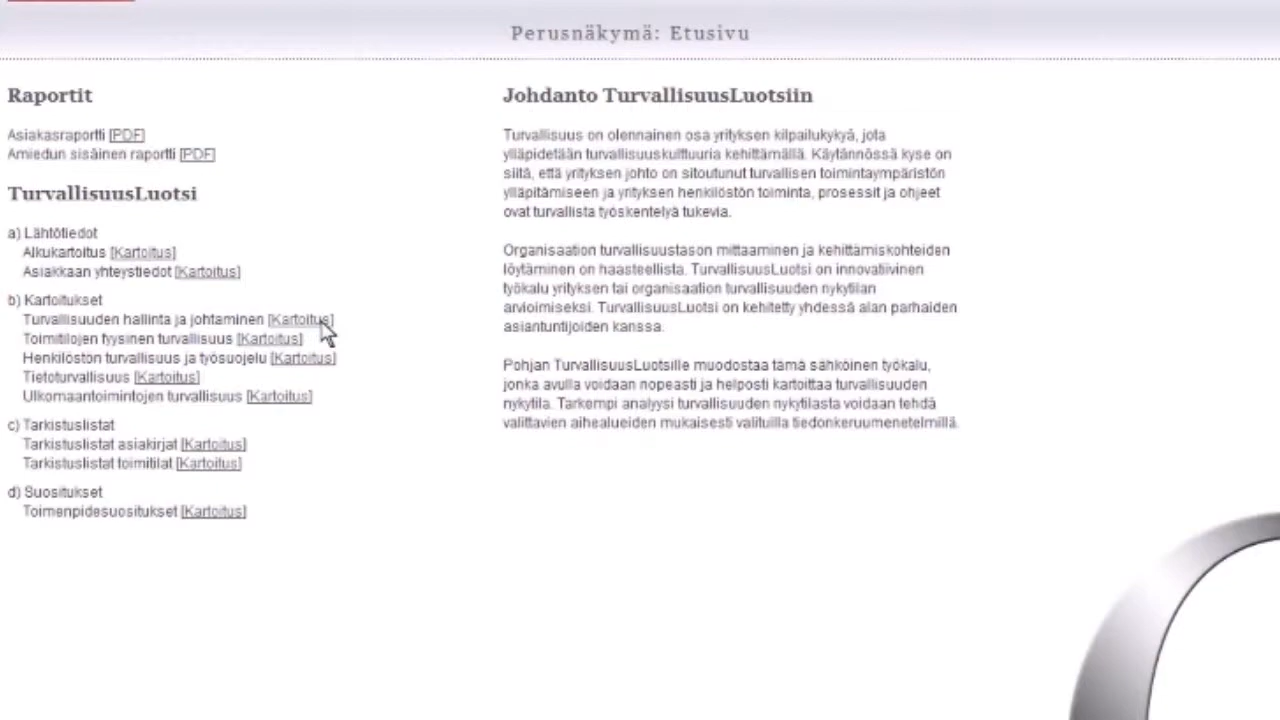 Perusnäkymä: Etusivu
Raportit
Asiakasraportti [PDF]
Amiedun sisäinen raportti [PDF]
TurvallisuusLuotsi
a) Lähtötiedot
Alkukartoitus [Kartoitus]
Asiakkaan yhteystiedot [Kartoitus]
b) Kartoitukset
Turvallisuuden hallinta ja johtaminen [Kartoitus]
Toimitilojen fyysinen turvallisuus [Kartoitus]
Henkilöstön turvallisuus ja työsuojelu [Kartoitus]
Tietoturvallisuus [Kartoitus]
Ulkomaantoimintojen turvallisuus [Kartoitus]
c) Tarkistuslistat
Tarkistuslistat asiakirjat [Kartoitus]
Tarkistuslistat toimitilat [Kartoitus]
d) Suositukset
Toimenpidesuositukset [Kartoitus]
Johdanto TurvallisuusLuotsiin
Turvallisuus on olennainen osa yrityksen kilpailukykyä, jota
ylläpidetään turvallisuuskulttuuria kehittämällä. Käytännössä kyse on
siitä, että yrityksen johto on sitoutunut turvallisen toimintaympäristön
ylläpitämiseen ja yrityksen henkilöstön toiminta, prosessit ja ohjeet
ovat turvallista työskentelyä tukevia.
Organisaation turvallisuustason mittaaminen ja kehittämiskohteiden
löytäminen on haasteellista. TurvallisuusLuotsi on innovatiivinen
työkalu yrityksen tai organisaation turvallisuuden nykytilan
arvioimiseksi. TurvallisuusLuotsi on kehitetty yhdessä alan parhaiden
asiantuntijoiden kanssa.
Pohjan TurvallisuusLuotsille muodostaa tämä sähköinen työkalu,
jonka avulla voidaan nopeasti ja helposti kartoittaa turvallisuuden
nykytila. Tarkempi analyysi turvallisuuden nykytilasta voidaan tehdä
valittavien aihealueiden mukaisesti valituilla tiedonkeruumenetelmillä.